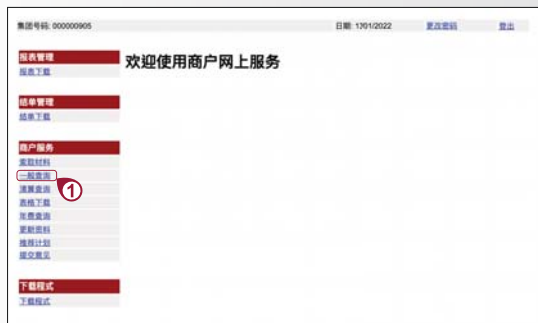 集团号码: 000000905 日期: 1701/2022 更改密码 登出
报表管理
报表下载
欢迎使用商户网上服务
结单管理
结单下载
商户服务
索取材料
一般查询
1
清算查询
表格下载
年费查询
更新资料
推荐计划
提交意见
下载程式
下载程式